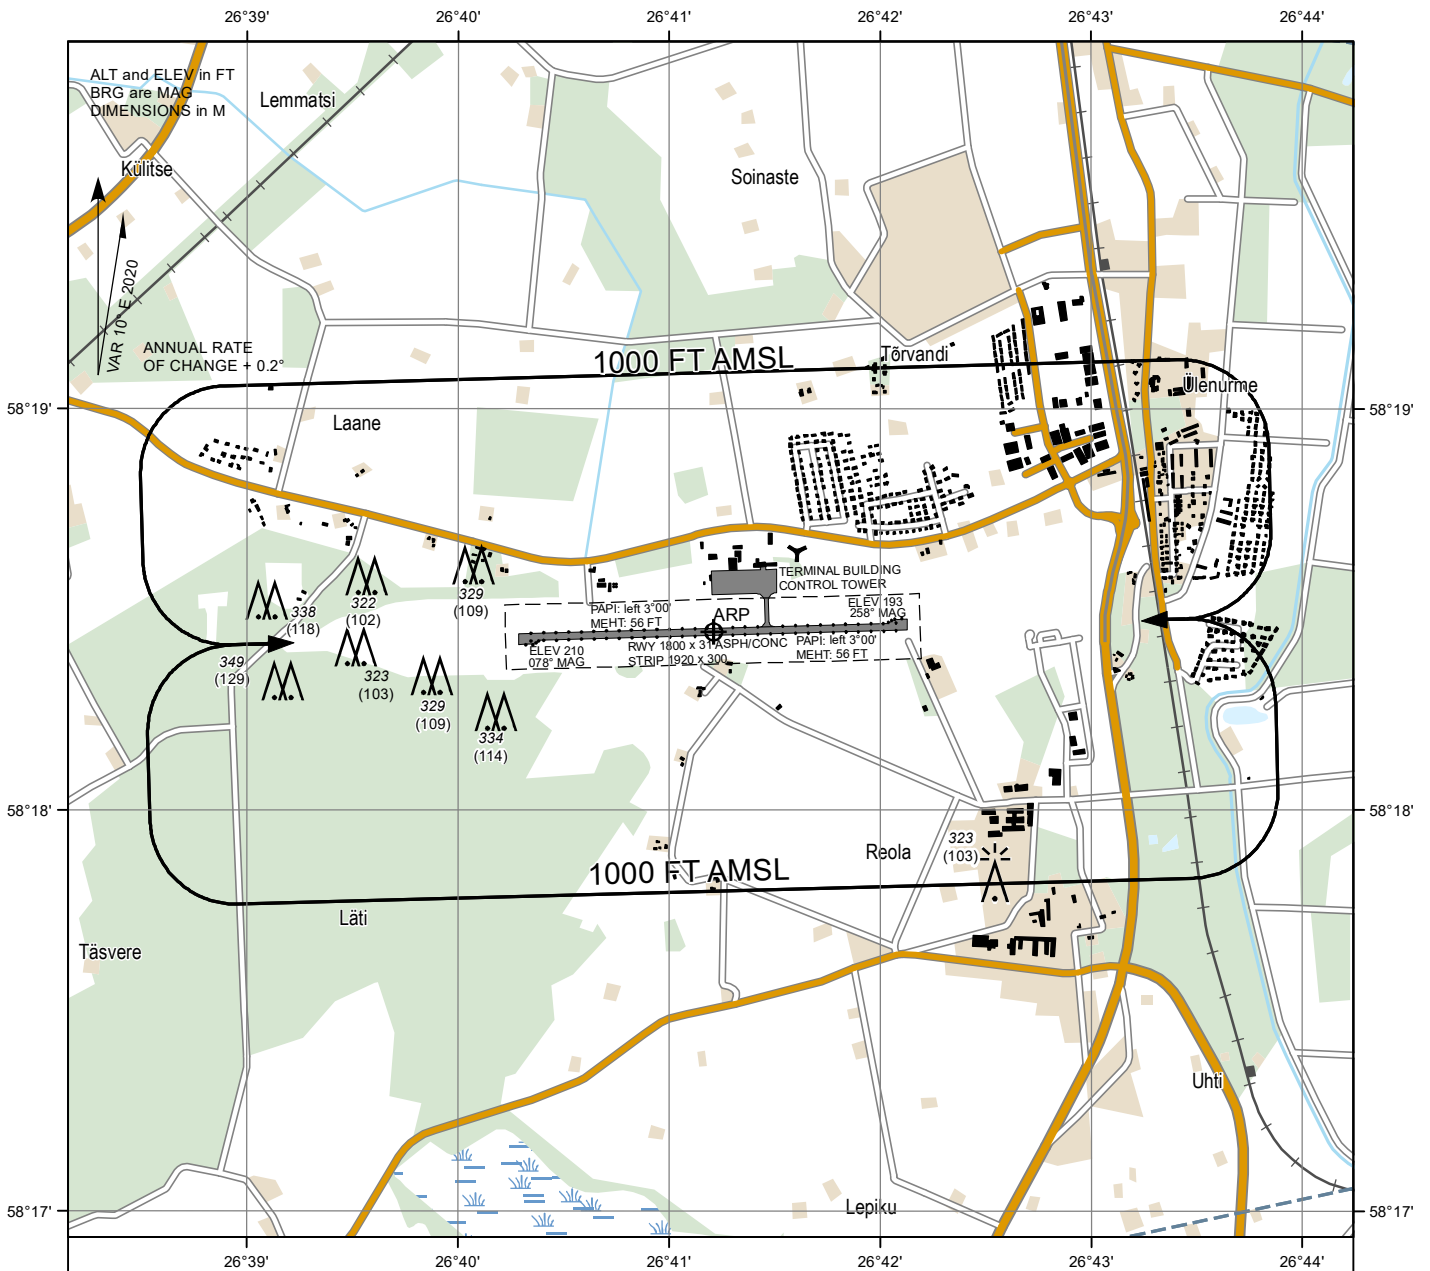 26°39' 26°40' 26°41' 26°42' 26°43' 26°44'
ALT and ELEV in FT
BRG are MAG
DIMENSIONS in M
Lemmatsi
Külitse
Soinaste
VAR 10° E 2020
ANNUAL RATE
OF CHANGE + 0.2°
1000 FT AMSL
Tõrvandi
Ülenurme
58°19' 58°19'
Laane
TERMINAL BUILDING
CONTROL TOWER
329
(109)
322
(102)
338
(118)
PAPI: left 3°00'
MEHT: 56 FT
ARP
ELEV 193
258° MAG
ELEV 210
078° MAG
RWY 1800 x 31 ASPH/CONC
STRIP 1920 x 300
PAPI: left 3°00'
MEHT: 56 FT
349
(129)
323
(103)
329
(109)
334
(114)
58°18' 58°18'
Reola
323
(103)
1000 FT AMSL
Läti
Täsvere
Uhti
Lepiku
58°17' 58°17'
26°39' 26°40' 26°41' 26°42' 26°43' 26°44'